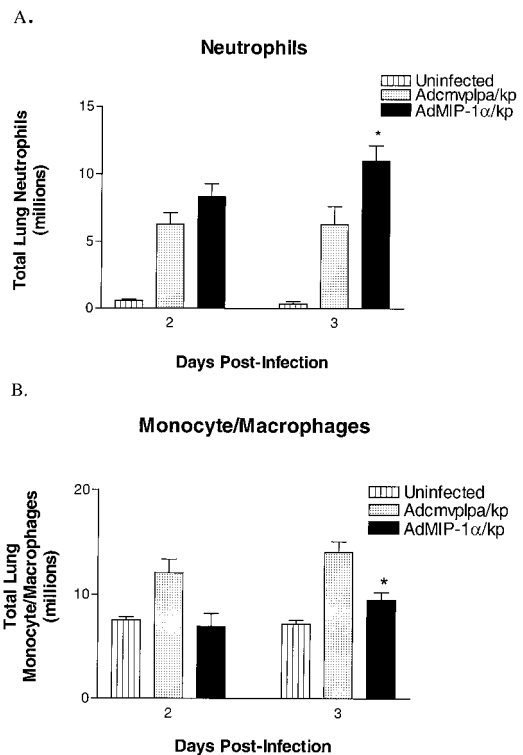 A.
Neutrophils
Uninfected
Adcmvplpa/kp
AdMIP-1α/kp
15
10
5
0
*
Total Lung Neutrophils
(millions)
2
3
Days Post-Infection
B.
Monocyte/Macrophages
Uninfected
Adcmvplpa/kp
AdMIP-1α/kp
20
10
0
*
Total Lung
Monocyte/Macrophages
(millions)
2
3
Days Post-Infection